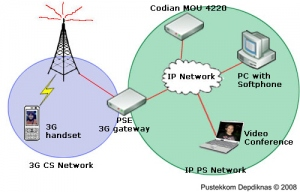 Codian MCU 4220
IP Network
PC with
Softphone
3G
handset
PSE
3G gateway
Video
Conference
3G CS Network
IP PS Network
Pustekkom Depdiknas © 2008